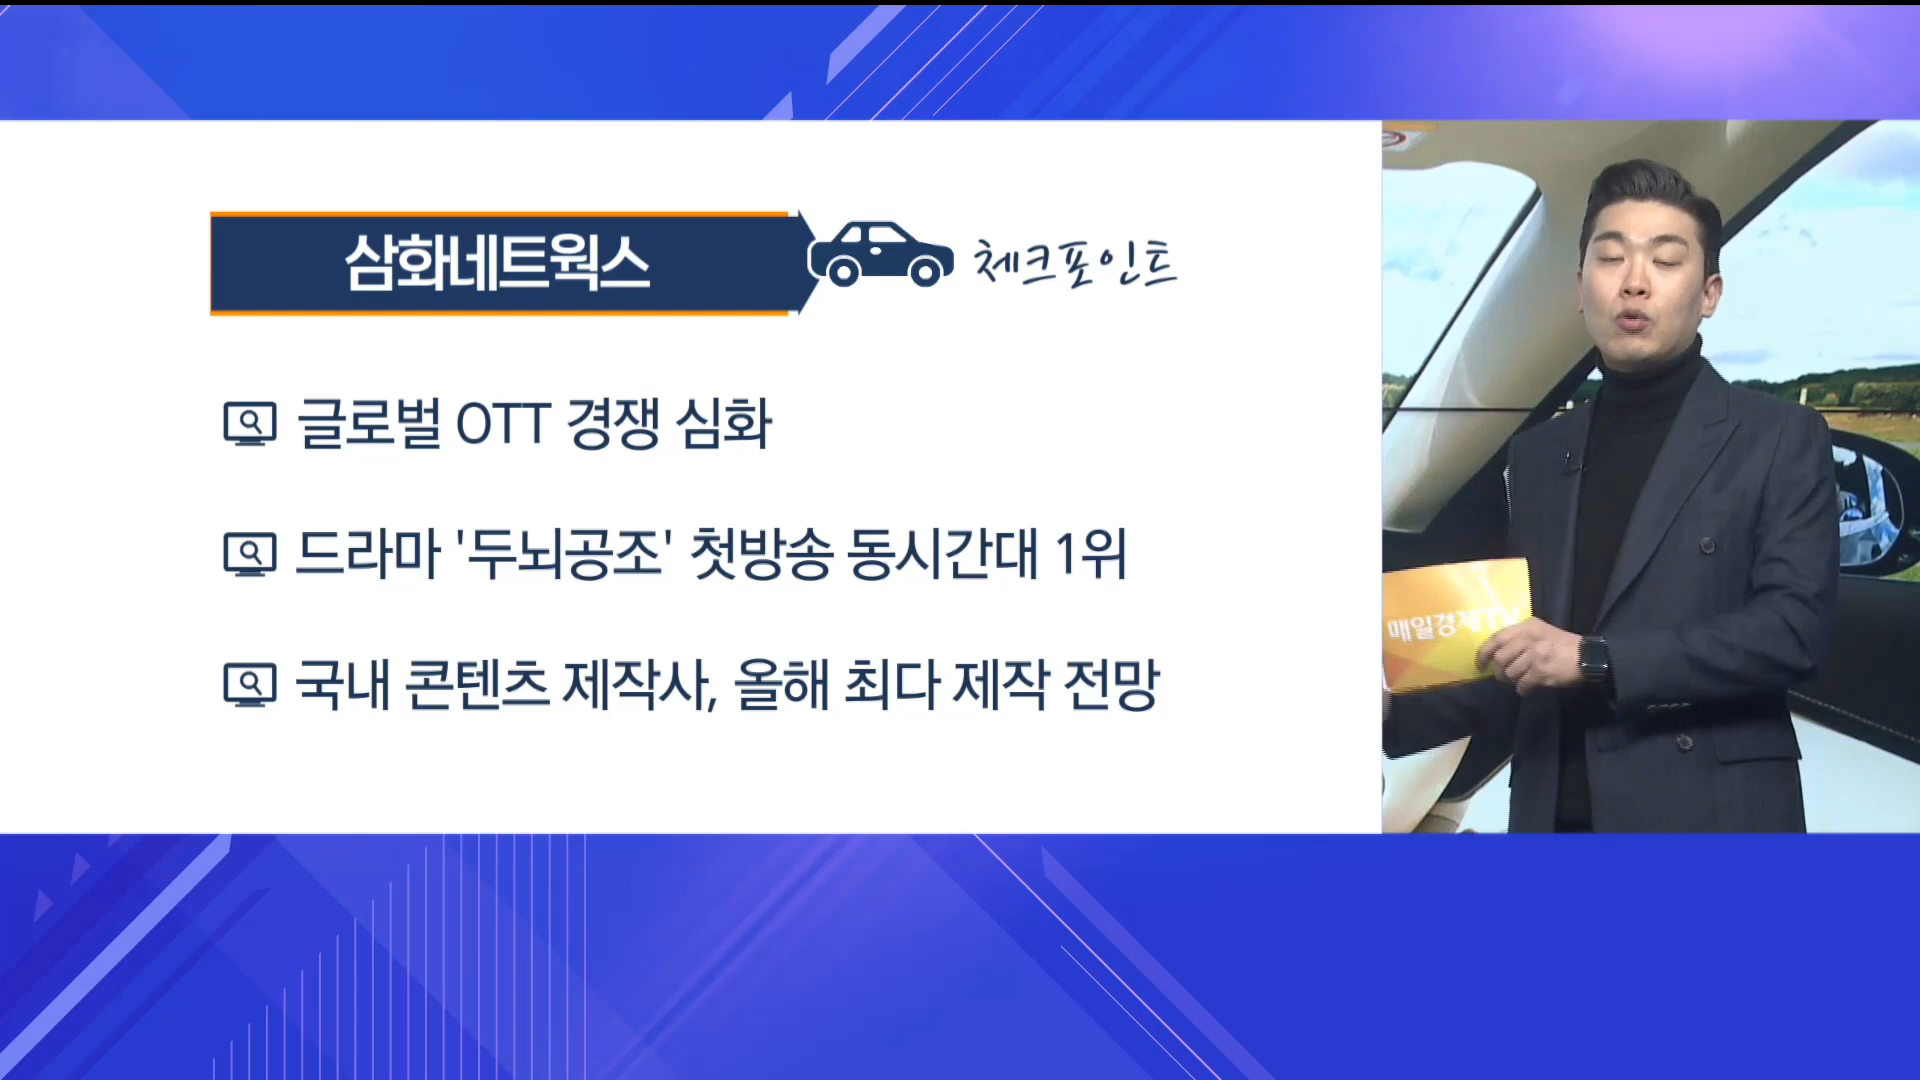 삼화네트웍스
체크포인트
글로벌 OTT 경쟁 심화
드라마 '두뇌공조' 첫방송 동시간대 1위
국내 콘텐츠 제작사, 올해 최다 제작 전망
매일경제TV